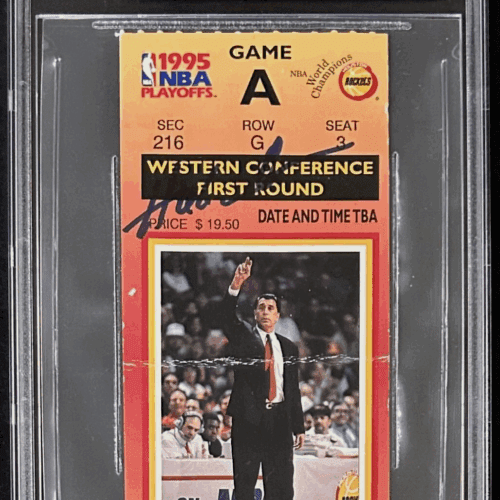 1995
NBA
PLAYOFFS.
GAME
A
NBA World Champions
ROCKETS
SEC ROW SEAT
216 G 3
WESTERN CONFERENCE
FIRST ROUND
PRICE $ 19.50 DATE AND TIME TBA